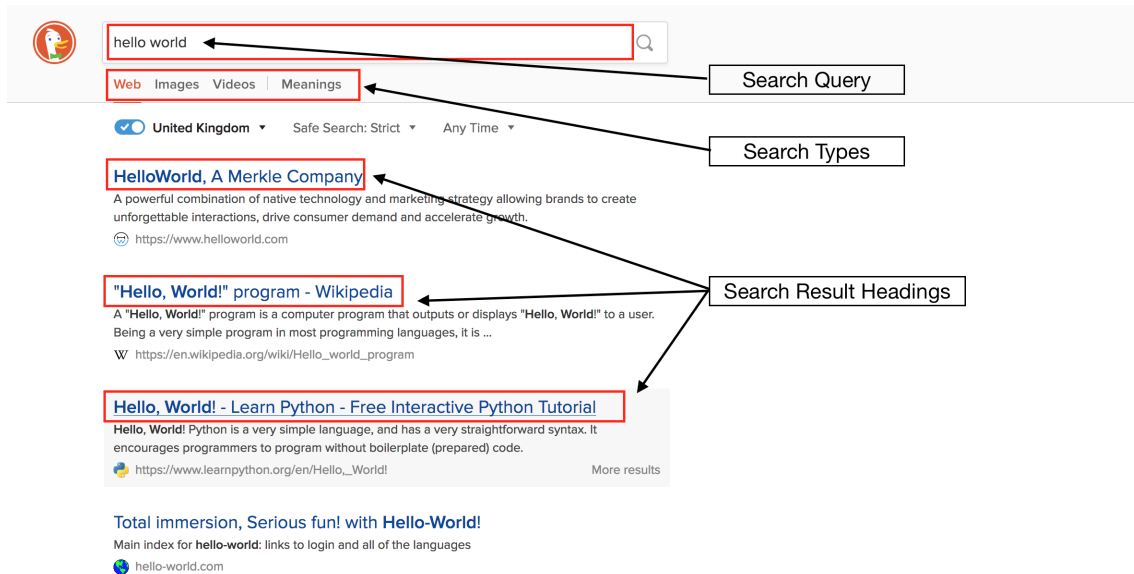 hello world
Search Query
Web Images Videos Meanings
Search Types
United Kingdom Safe Search: Strict Any Time
HelloWorld, A Merkle Company
A powerful combination of native technology and marketing strategy allowing brands to create
unforgettable interactions, drive consumer demand and accelerate growth.
https://www.helloworld.com
"Hello, World!" program - Wikipedia
Search Result Headings
A "Hello, World!" program is a computer program that outputs or displays "Hello, World!" to a user.
Being a very simple program in most programming languages, it is ...
W https://en.wikipedia.org/wiki/Hello_world_program
Hello, World! - Learn Python - Free Interactive Python Tutorial
Hello, World! Python is a very simple language, and has a very straightforward syntax. It
encourages programmers to program without boilerplate (prepared) code.
https://www.learnpython.org/en/Hello,_World! More results
Total immersion, Serious fun! with Hello-World!
Main index for hello-world: links to login and all of the languages
hello-world.com